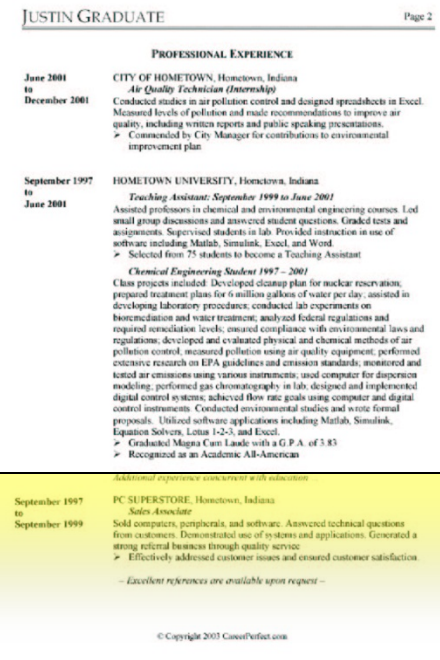 JUSTIN GRADUATE
Page 2
PROFESSIONAL EXPERIENCE
June 2001
to
December 2001
CITY OF HOMETOWN, Hometown, Indiana
Air Quality Technician (Internship)
Conducted studies in air pollution control and designed spreadsheets in Excel.
Measured levels of pollution and made recommendations to improve air
quality, including written reports and public speaking presentations.
➢ Commended by City Manager for contributions to environmental
improvement plan
September 1997
to
June 2001
HOMETOWN UNIVERSITY, Hometown, Indiana
Teaching Assistant: September 1999 to June 2001
Assisted professors in chemical and environmental engineering courses. Led
small group discussions and answered student questions. Graded tests and
assignments. Supervised students in lab. Provided instruction in use of
software including Matlab, Simulink, Excel, and Word.
➢ Selected from 75 students to become a Teaching Assistant
Chemical Engineering Student 1997 – 2001
Class projects included: Developed cleanup plan for nuclear reservation;
prepared treatment plans for 6 million gallons of water per day; assisted in
developing laboratory procedures; conducted lab experiments on
bioremediation and water treatment; analyzed federal regulations and
required remediation levels; ensured compliance with environmental laws and
regulations; developed and evaluated physical and chemical methods of air
pollution control, measured pollution using air quality equipment; performed
extensive research on EPA guidelines and emission standards; monitored and
tested air emissions using various instruments; used computer for dispersion
modeling; performed gas chromatography in lab; designed and implemented
digital control systems; achieved flow rate goals using computer and digital
control instruments. Conducted environmental studies and wrote formal
proposals. Utilized software applications including Matlab, Simulink,
Equation Solvers, Lotus 1-2-3, and Excel.
➢ Graduated Magna Cum Laude with a G.P.A. of 3.83
➢ Recognized as an Academic All-American
Additional experience concurrent with education ...
September 1997
to
September 1999
PC SUPERSTORE, Hometown, Indiana
Sales Associate
Sold computers, peripherals, and software. Answered technical questions
from customers. Demonstrated use of systems and applications. Generated a
strong referral business through quality service
➢ Effectively addressed customer issues and ensured customer satisfaction.
– Excellent references are available upon request –
© Copyright 2003 CareerPerfect.com